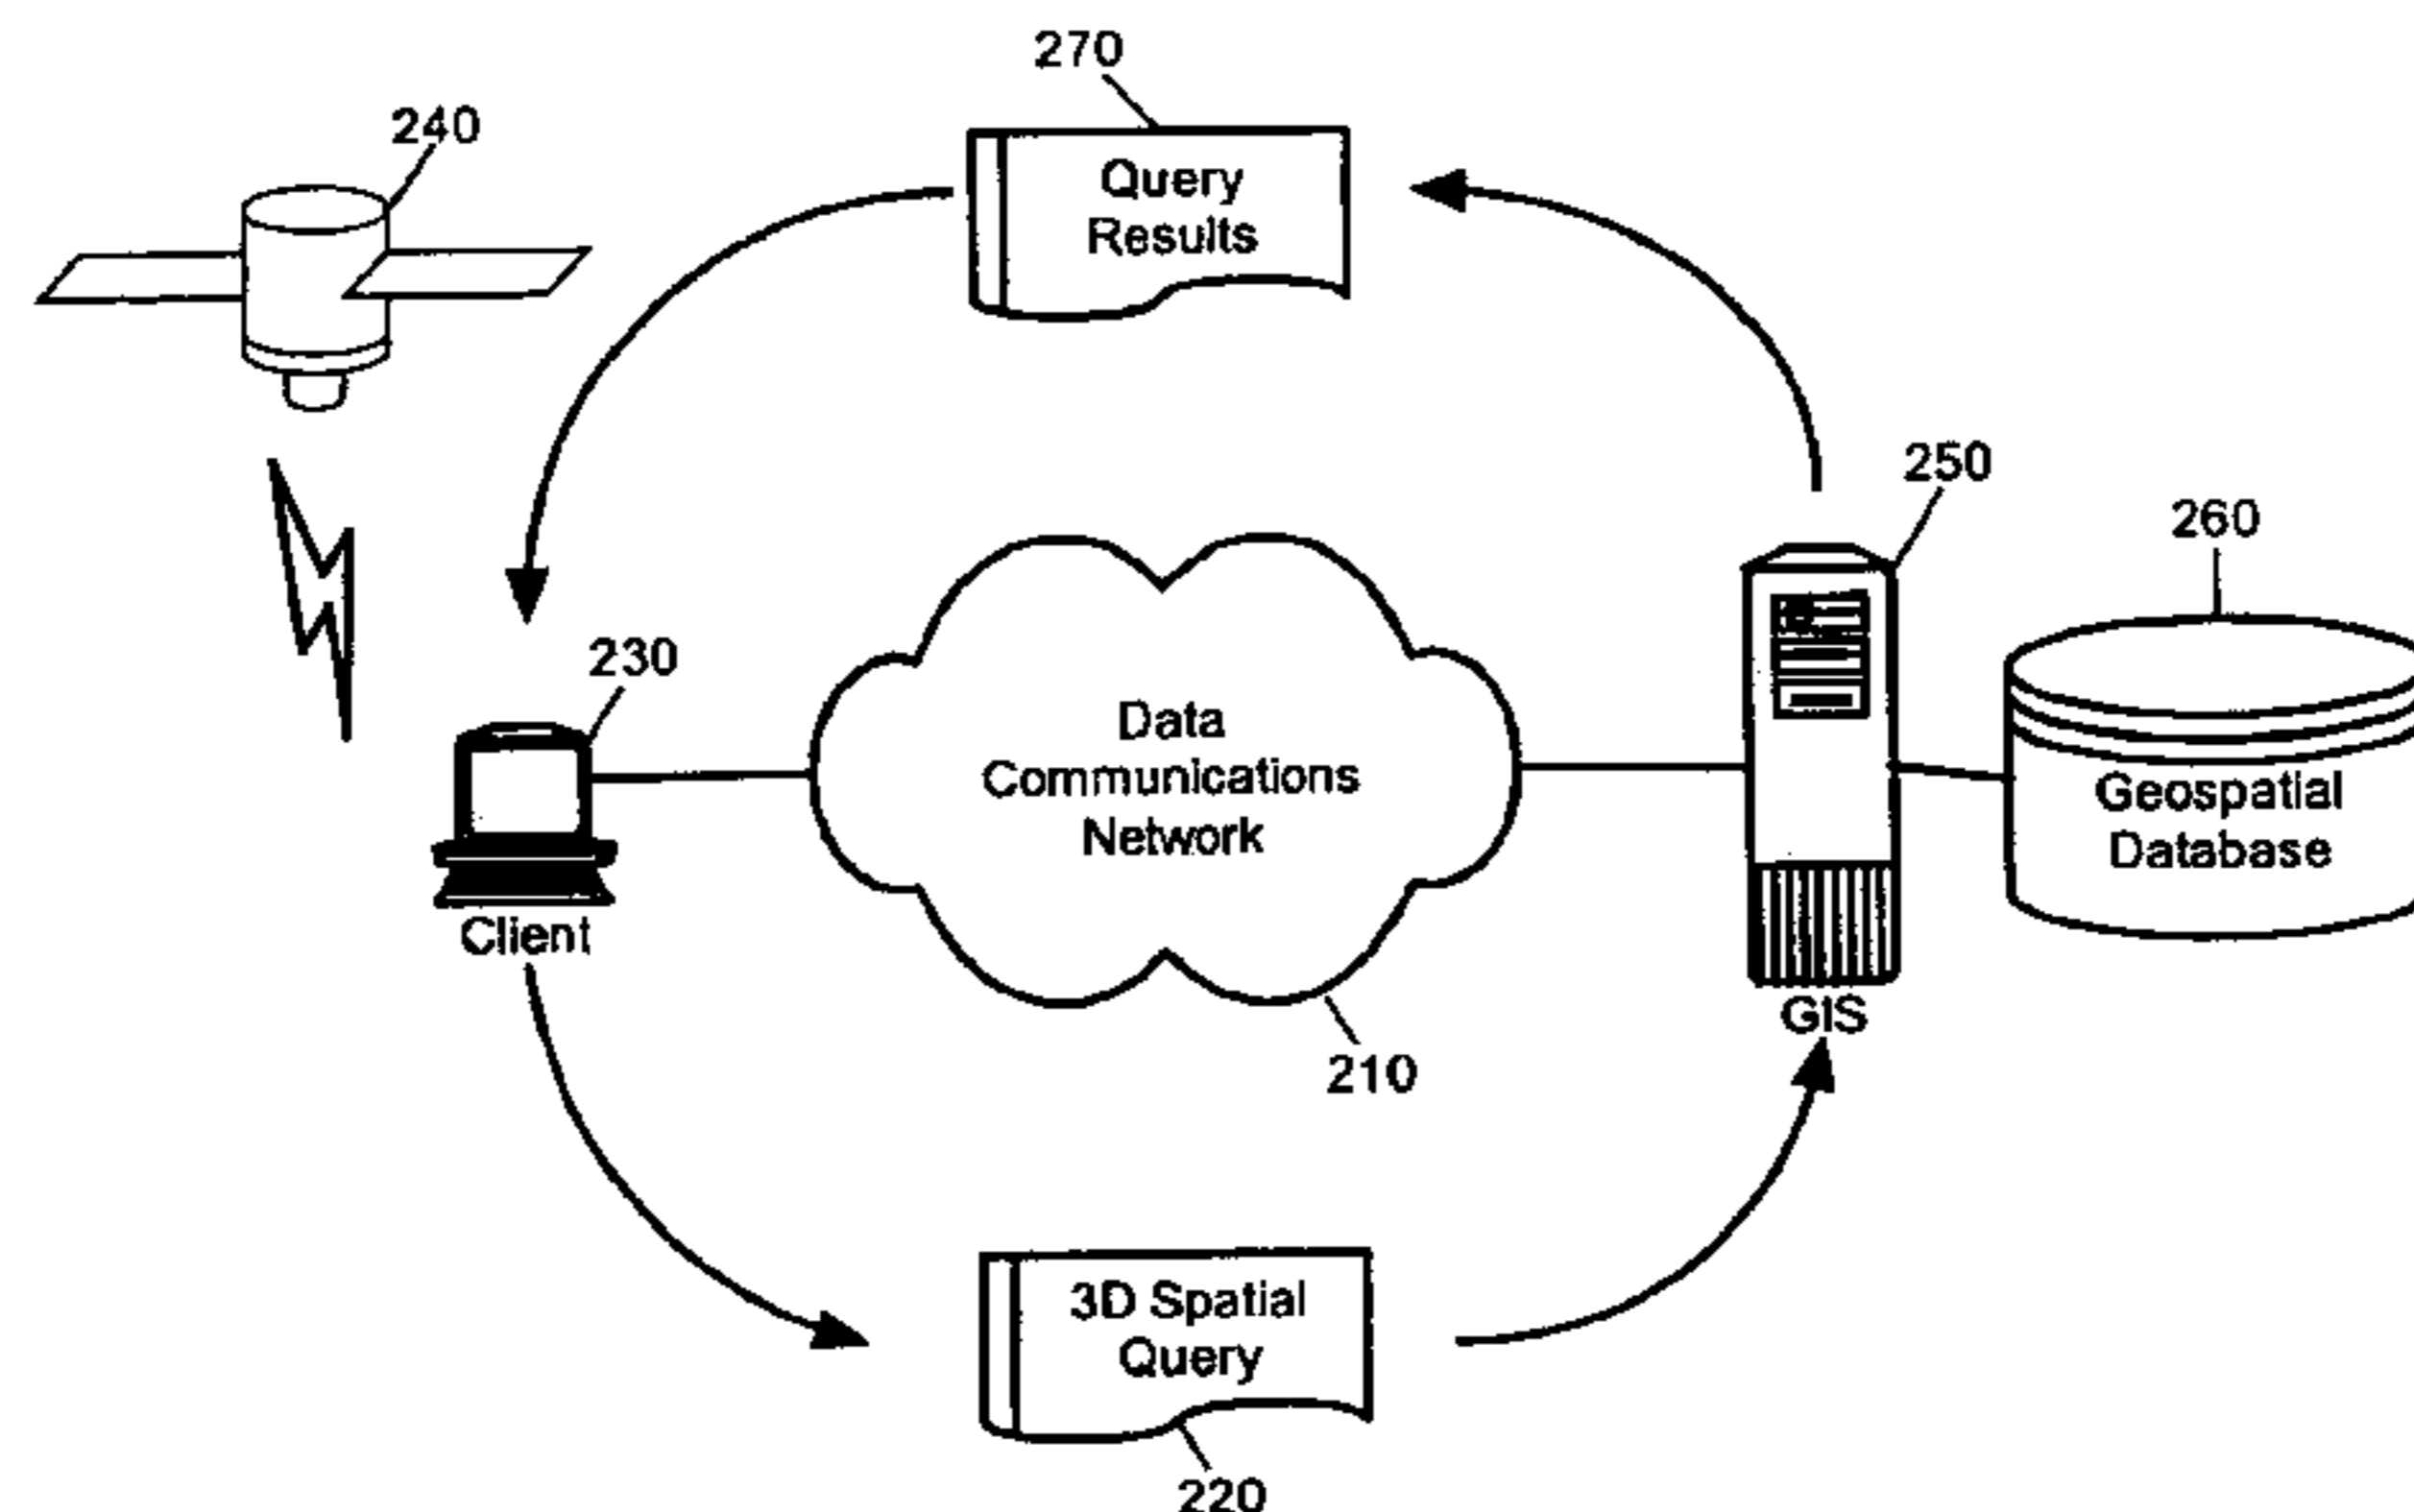 270
240
Query
Results
250
260
230
Data
Communications
Network
Geospatial
Database
Client
GIS
210
3D Spatial
Query
220